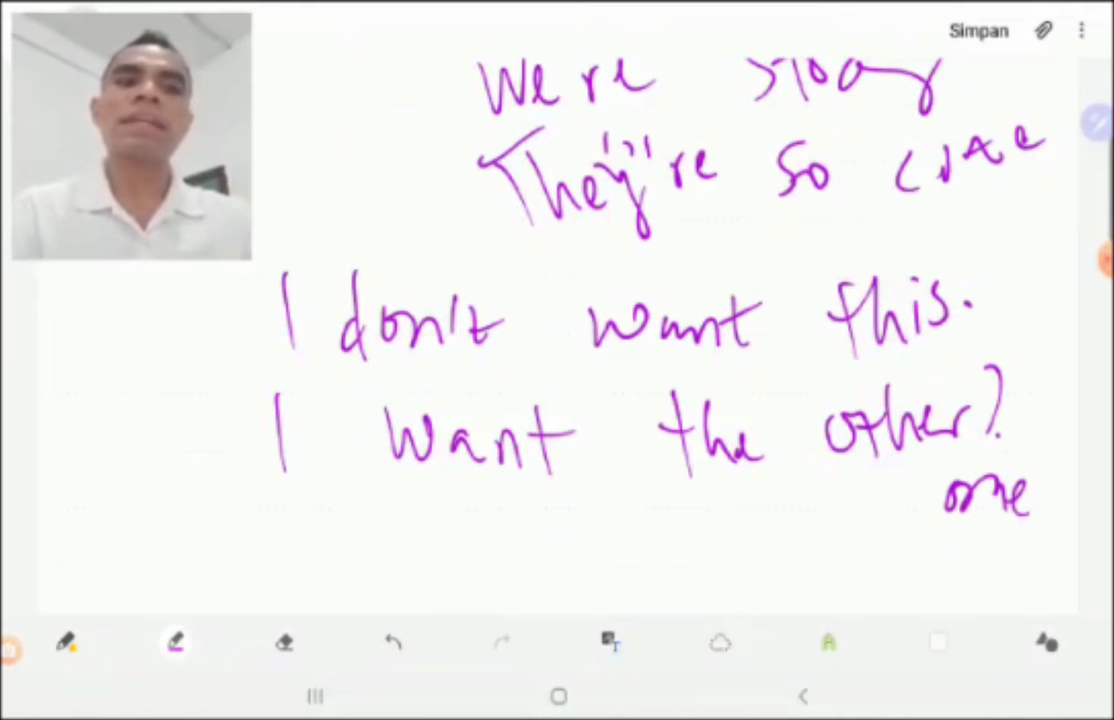 Simpan
We're
They're so cute
I don't want this.
I want the other?
one